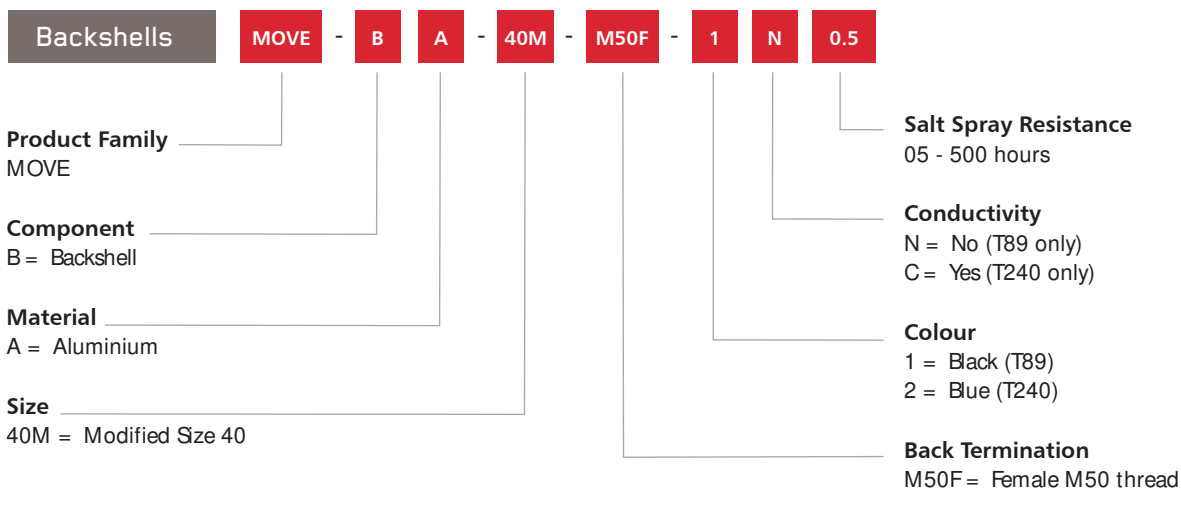 Backshells MOVE - B A - 40M - M50F - 1 N 0.5
Product Family
MOVE
Component
B = Backshell
Material
A = Aluminium
Size
40M = Modified Size 40
Salt Spray Resistance
05 - 500 hours
Conductivity
N = No (T89 only)
C = Yes (T240 only)
Colour
1 = Black (T89)
2 = Blue (T240)
Back Termination
M50F = Female M50 thread